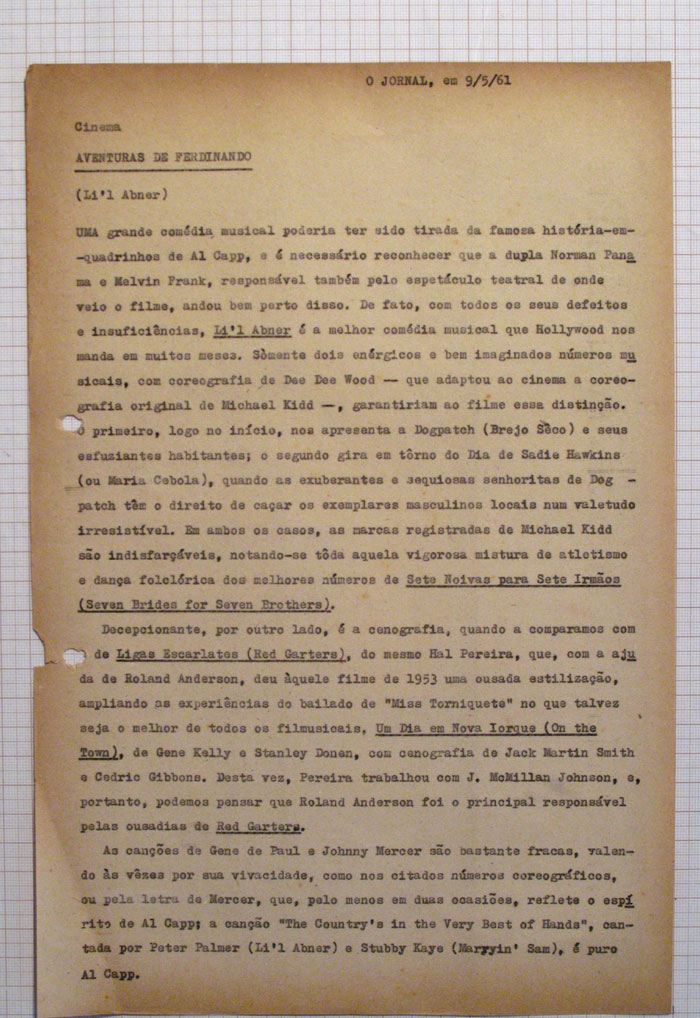 O JORNAL, em 9/5/61
Cinema
AVENTURAS DE FERDINANDO
(Li'l Abner)
UMA grande comédia musical poderia ter sido tirada da famosa história-em-
-quadrinhos de Al Capp, e é necessário reconhecer que a dupla Norman Pana
ma e Melvin Frank, responsável também pelo espetáculo teatral de onde
veio o filme, andou bem perto disso. De fato, com todos os seus defeitos
e insuficiências, Li'l Abner é a melhor comédia musical que Hollywood nos
manda em muitos meses. Sòmente dois enérgicos e bem imaginados números mu
sicais, com coreografia de Dee Dee Wood — que adaptou ao cinema a coreo-
grafia original de Michael Kidd —, garantiriam ao filme essa distinção.
O primeiro, logo no início, nos apresenta a Dogpatch (Brejo Sêco) e seus
esfuziantes habitantes; o segundo gira em tôrno do Dia de Sadie Hawkins
(ou Maria Cebola), quando as exuberantes e sequiosas senhoritas de Dog -
patch têm o direito de caçar os exemplares masculinos locais num valetudo
irresistível. Em ambos os casos, as marcas registradas de Michael Kidd
são indisfarçáveis, notando-se tôda aquela vigorosa mistura de atletismo
e dança folclórica dos melhores números de Sete Noivas para Sete Irmãos
(Seven Brides for Seven Brothers).
Decepcionante, por outro lado, é a cenografia, quando a comparamos com
de Ligas Escarlates (Red Garters), do mesmo Hal Pereira, que, com a aju
da de Roland Anderson, deu àquele filme de 1953 uma ousada estilização,
ampliando as experiências do bailado de "Miss Torniquete" no que talvez
seja o melhor de todos os filmusicais, Um Dia em Nova Iorque (On the
Town), de Gene Kelly e Stanley Donen, com cenografia de Jack Martin Smith
e Cedric Gibbons. Desta vez, Pereira trabalhou com J. McMillan Johnson, e,
portanto, podemos pensar que Roland Anderson foi o principal responsável
pelas ousadias de Red Garters.
As canções de Gene de Paul e Johnny Mercer são bastante fracas, valen-
do às vêzes por sua vivacidade, como nos citados números coreográficos,
ou pela letra de Mercer, que, pelo menos em duas ocasiões, reflete o espí
rito de Al Capp; a canção "The Country's in the Very Best of Hands", can-
tada por Peter Palmer (Li'l Abner) e Stubby Kaye (Marryin' Sam), é puro
Al Capp.